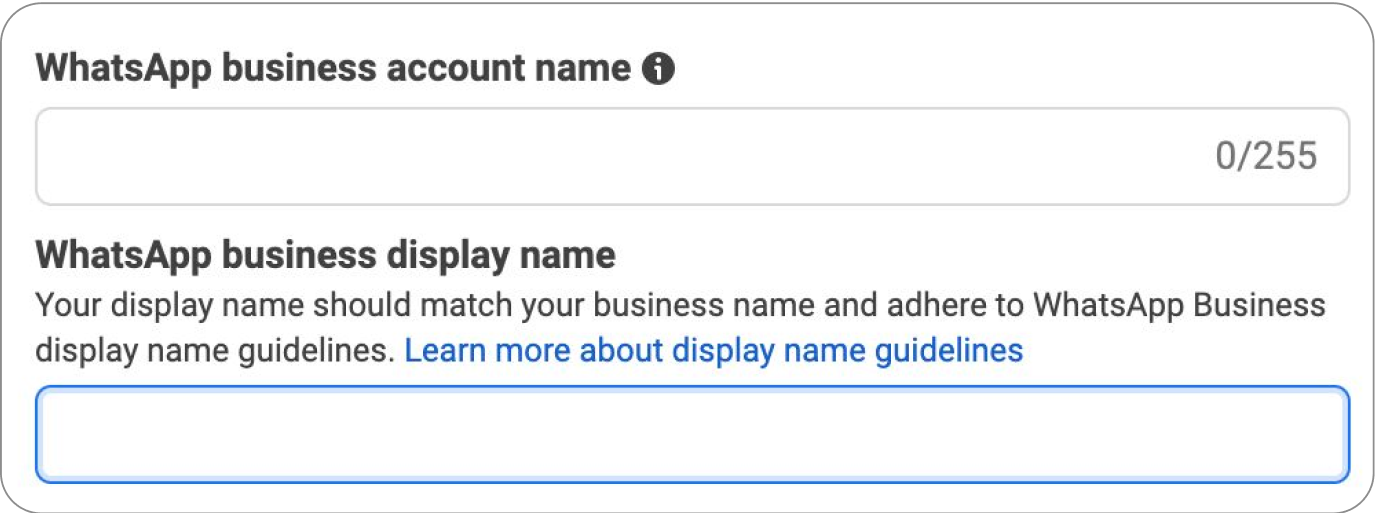 WhatsApp business account name
0/255
WhatsApp business display name
Your display name should match your business name and adhere to WhatsApp Business
display name guidelines. Learn more about display name guidelines